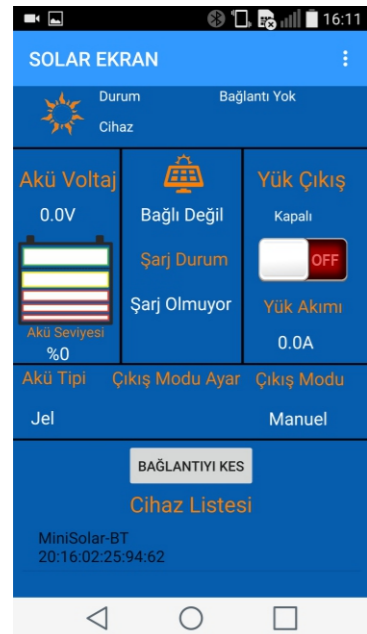 16:11
SOLAR EKRAN
Durum Bağlantı Yok
Cihaz
Akü Voltaj
0.0V
Akü Seviyesi
%0
Bağlı Değil
Şarj Durum
Şarj Olmuyor
Yük Çıkış
Kapalı
OFF
Yük Akımı
0.0A
Akü Tipi Çıkış Modu Ayar Çıkış Modu
Jel Manuel
BAĞLANTIYI KES
Cihaz Listesi
MiniSolar-BT
20:16:02:25:94:62